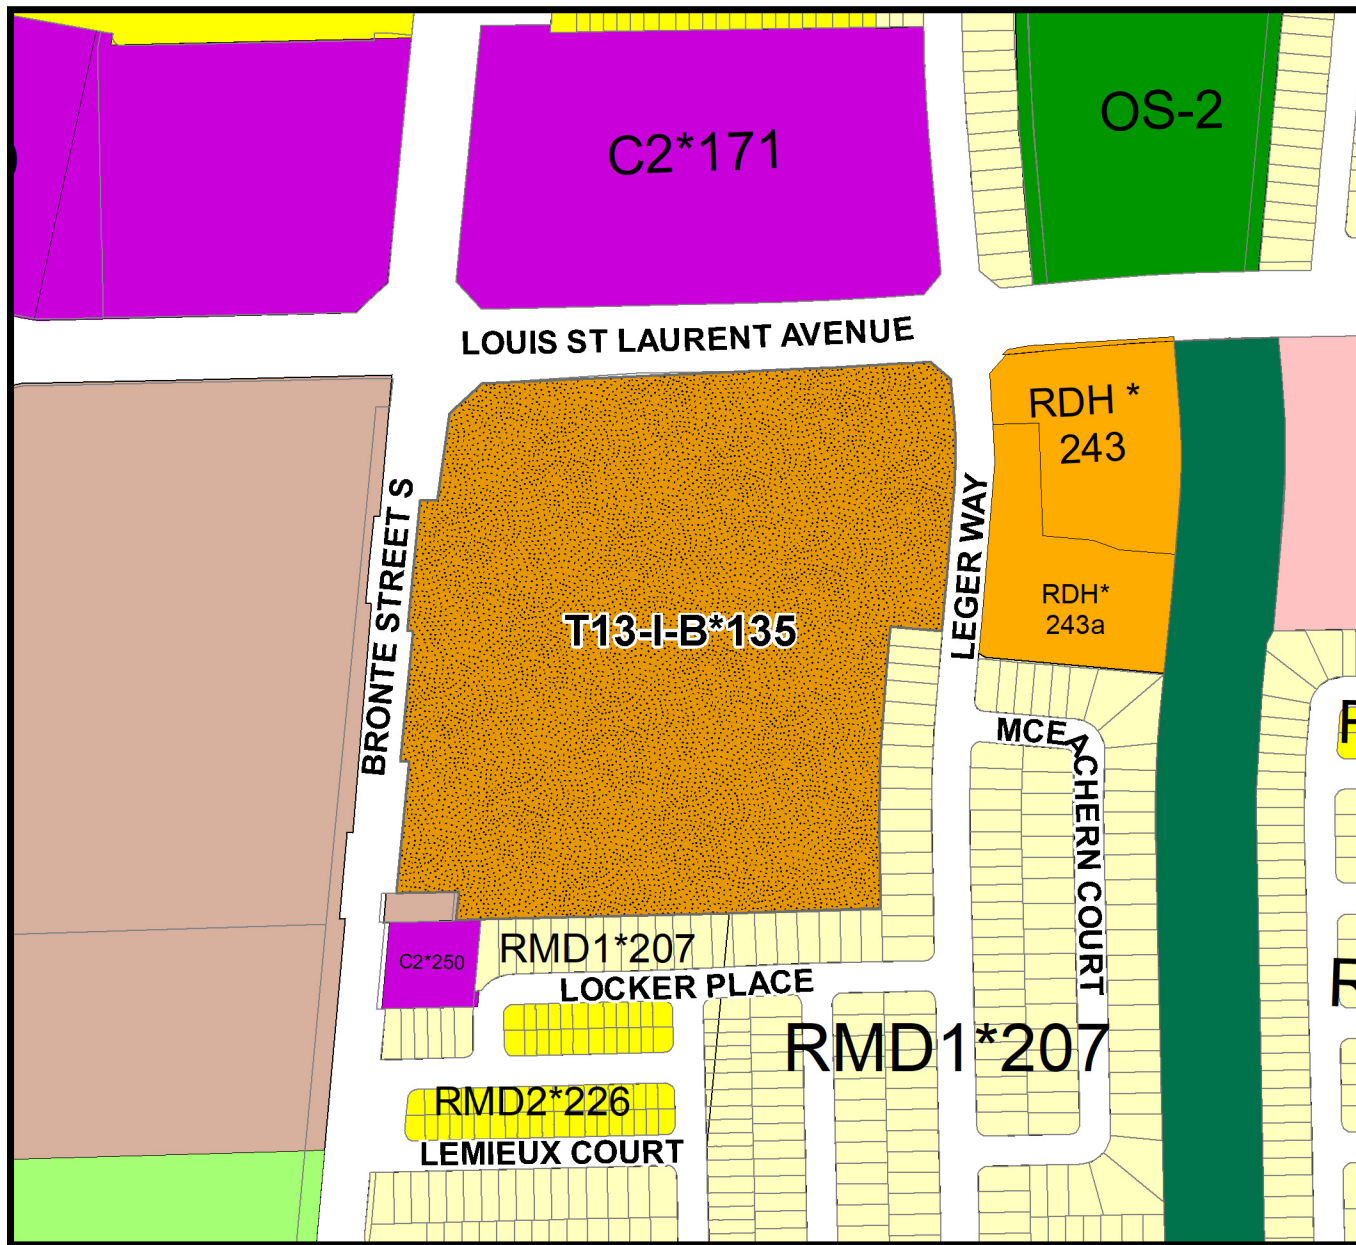 OS-2
C2*171
LOUIS ST LAURENT AVENUE
RDH *
243
BRONTE STREET S
LEGER WAY
T13-I-B*135
RDH*
243a
MCEACHERN COURT
RMD1*207
C2*250
LOCKER PLACE
RMD1*207
RMD2*226
LEMIEUX COURT